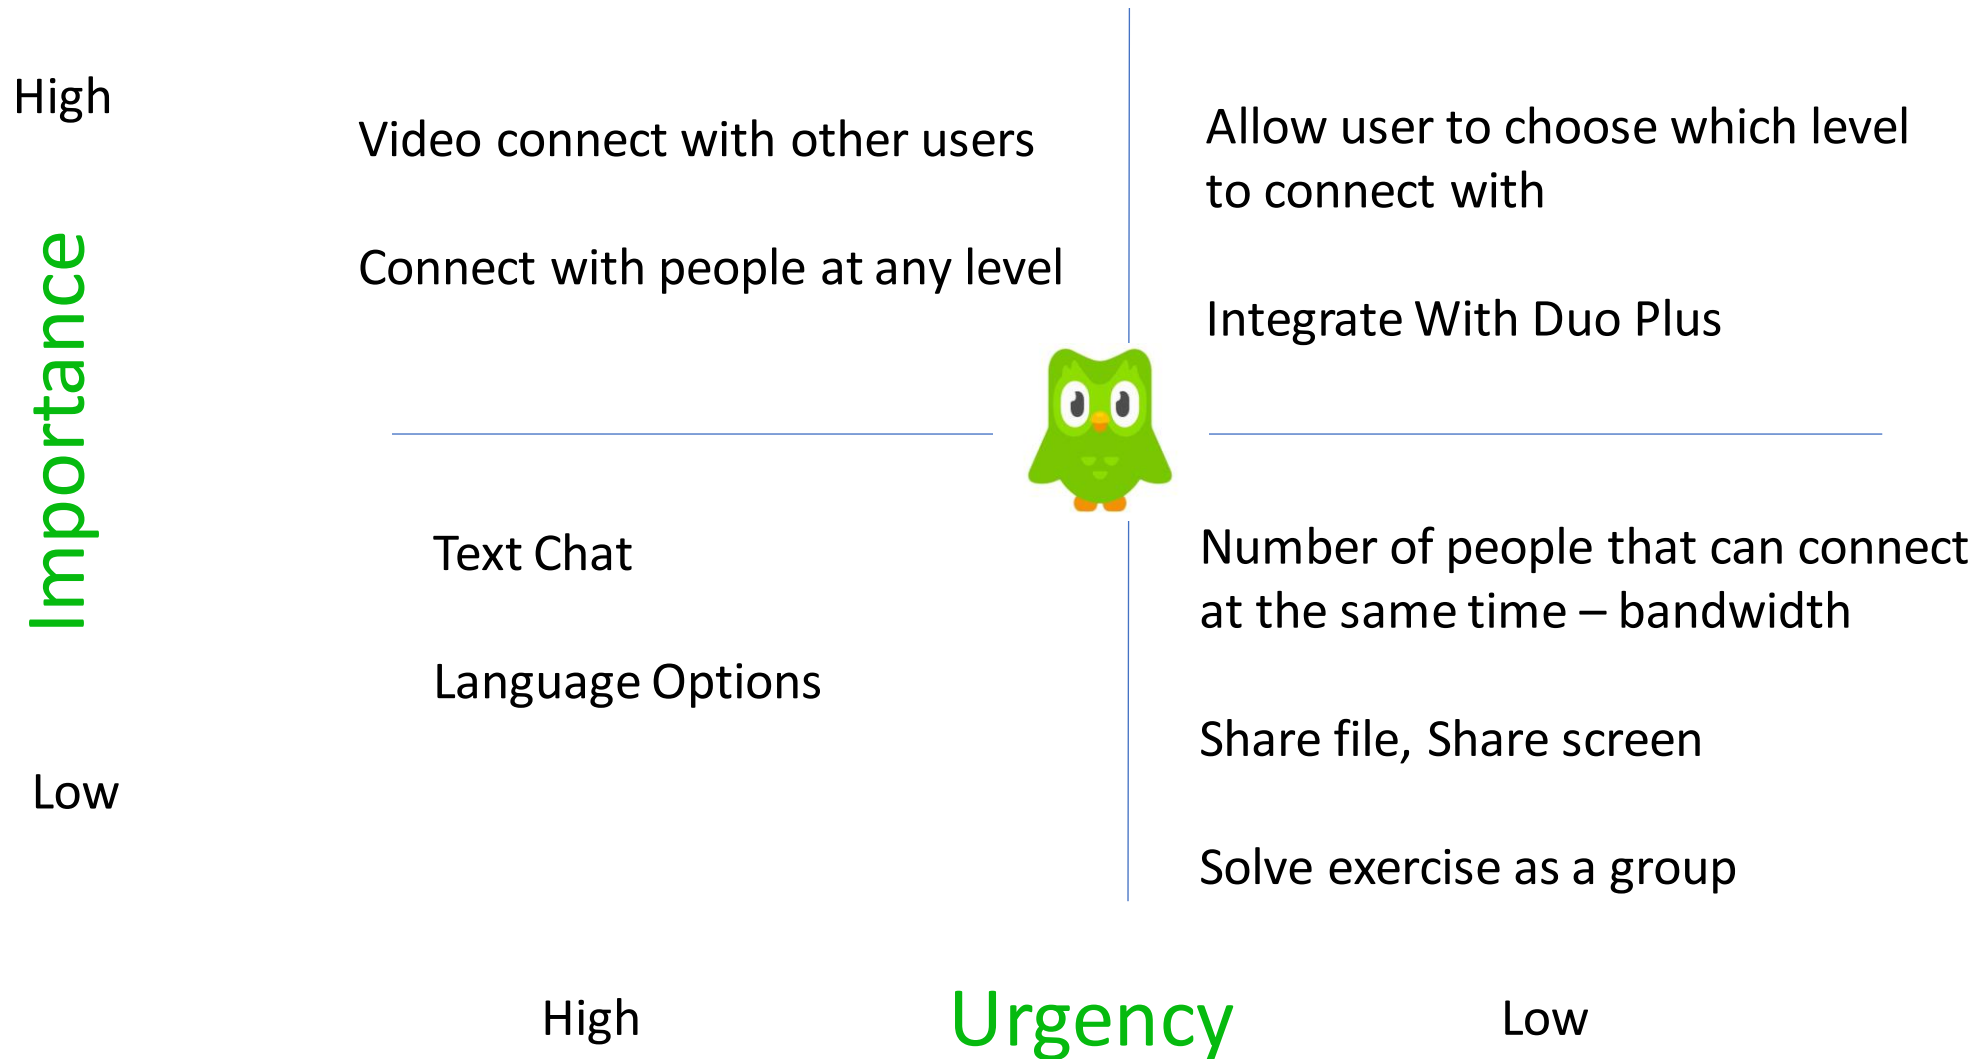 High
Importance
Low
Video connect with other users
Connect with people at any level
Allow user to choose which level
to connect with
Integrate With Duo Plus
Text Chat
Language Options
Number of people that can connect
at the same time – bandwidth
Share file, Share screen
Solve exercise as a group
High
Urgency
Low